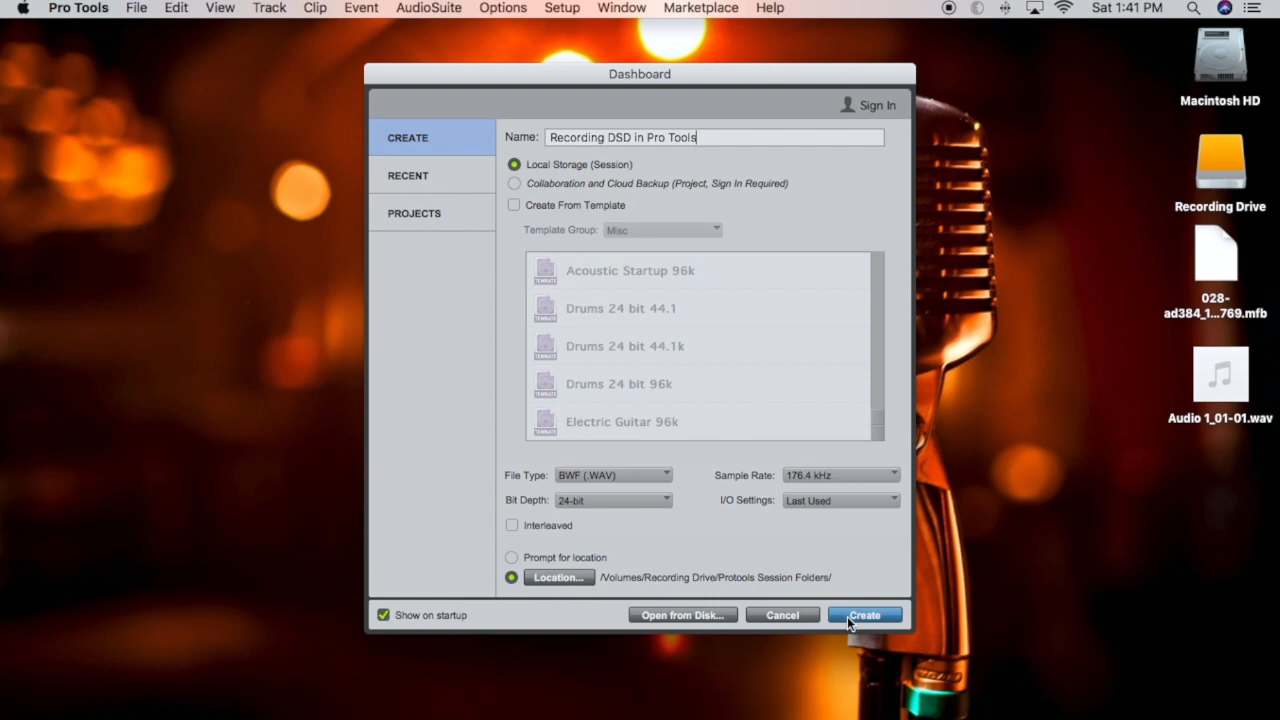 Pro Tools File Edit View Track Clip Event AudioSuite Options Setup Window Marketplace Help Sat 1:41 PM
Dashboard
Sign In
CREATE
RECENT
PROJECTS
Name: Recording DSD in Pro Tools
Local Storage (Session)
Collaboration and Cloud Backup (Project, Sign In Required)
Create From Template
Template Group: Misc
TEMPLATE Acoustic Startup 96k
TEMPLATE Drums 24 bit 44.1
TEMPLATE Drums 24 bit 44.1k
TEMPLATE Drums 24 bit 96k
TEMPLATE Electric Guitar 96k
File Type: BWF (.WAV) Sample Rate: 176.4 kHz
Bit Depth: 24-bit I/O Settings: Last Used
Interleaved
Prompt for location
Location... /Volumes/Recording Drive/Protools Session Folders/
Show on startup Open from Disk... Cancel Create
Macintosh HD
Recording Drive
028-
ad384_1...769.mfb
Audio 1_01-01.wav